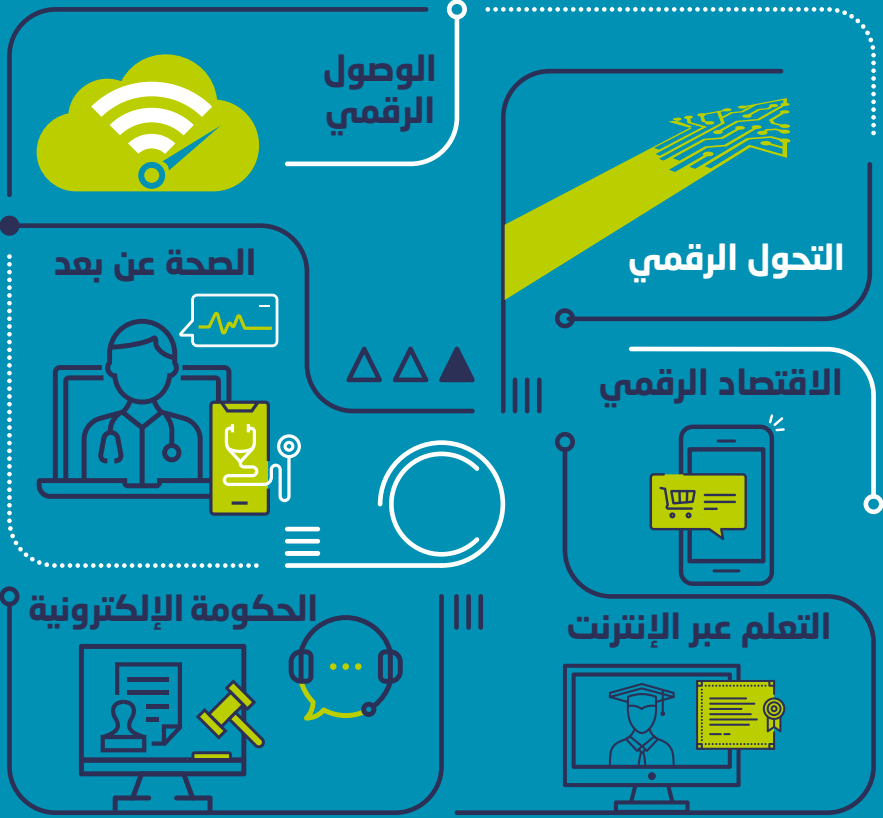 الوصول
الرقمي
التحول الرقمي
الصحة عن بعد
الاقتصاد الرقمي
الحكومة الإلكترونية
التعلم عبر الإنترنت